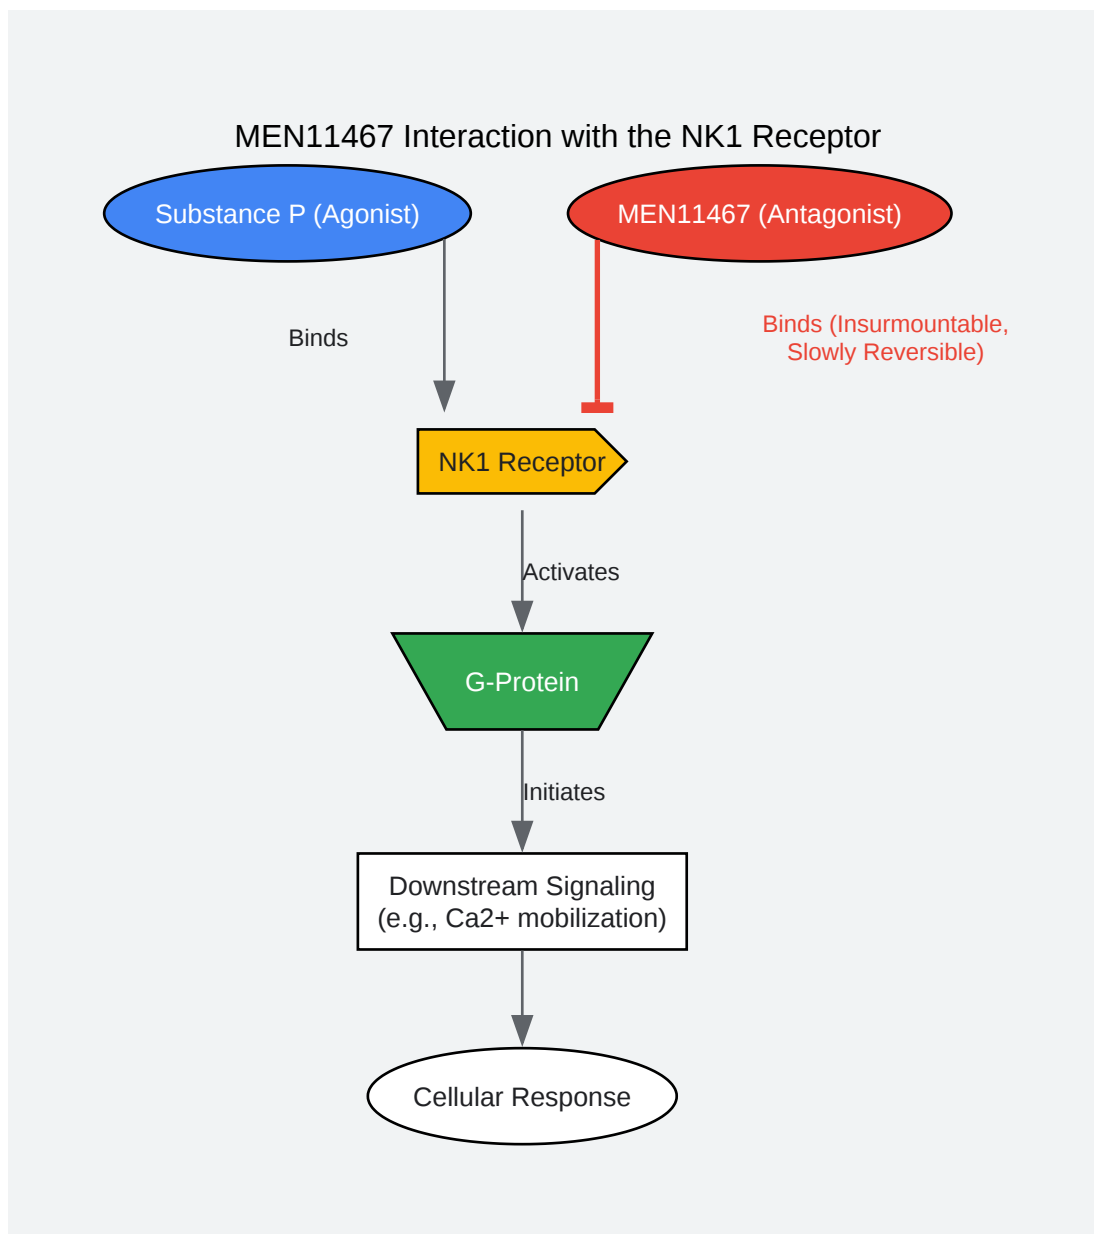 MEN11467 Interaction with the NK1 Receptor
Substance P (Agonist)
MEN11467 (Antagonist)
Binds
Binds (Insurmountable,
Slowly Reversible)
NK1 Receptor
Activates
G-Protein
Initiates
Downstream Signaling
(e.g., Ca2+ mobilization)
Cellular Response